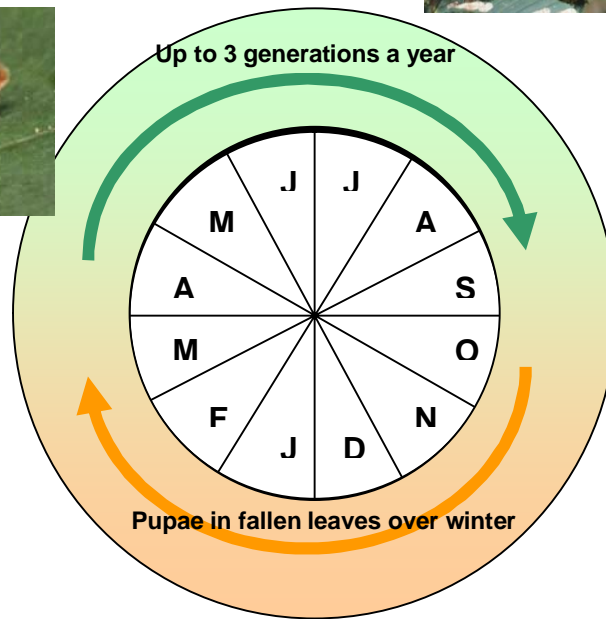 Up to 3 generations a year
J J
M A
A S
M O
F N
J D
Pupae in fallen leaves over winter